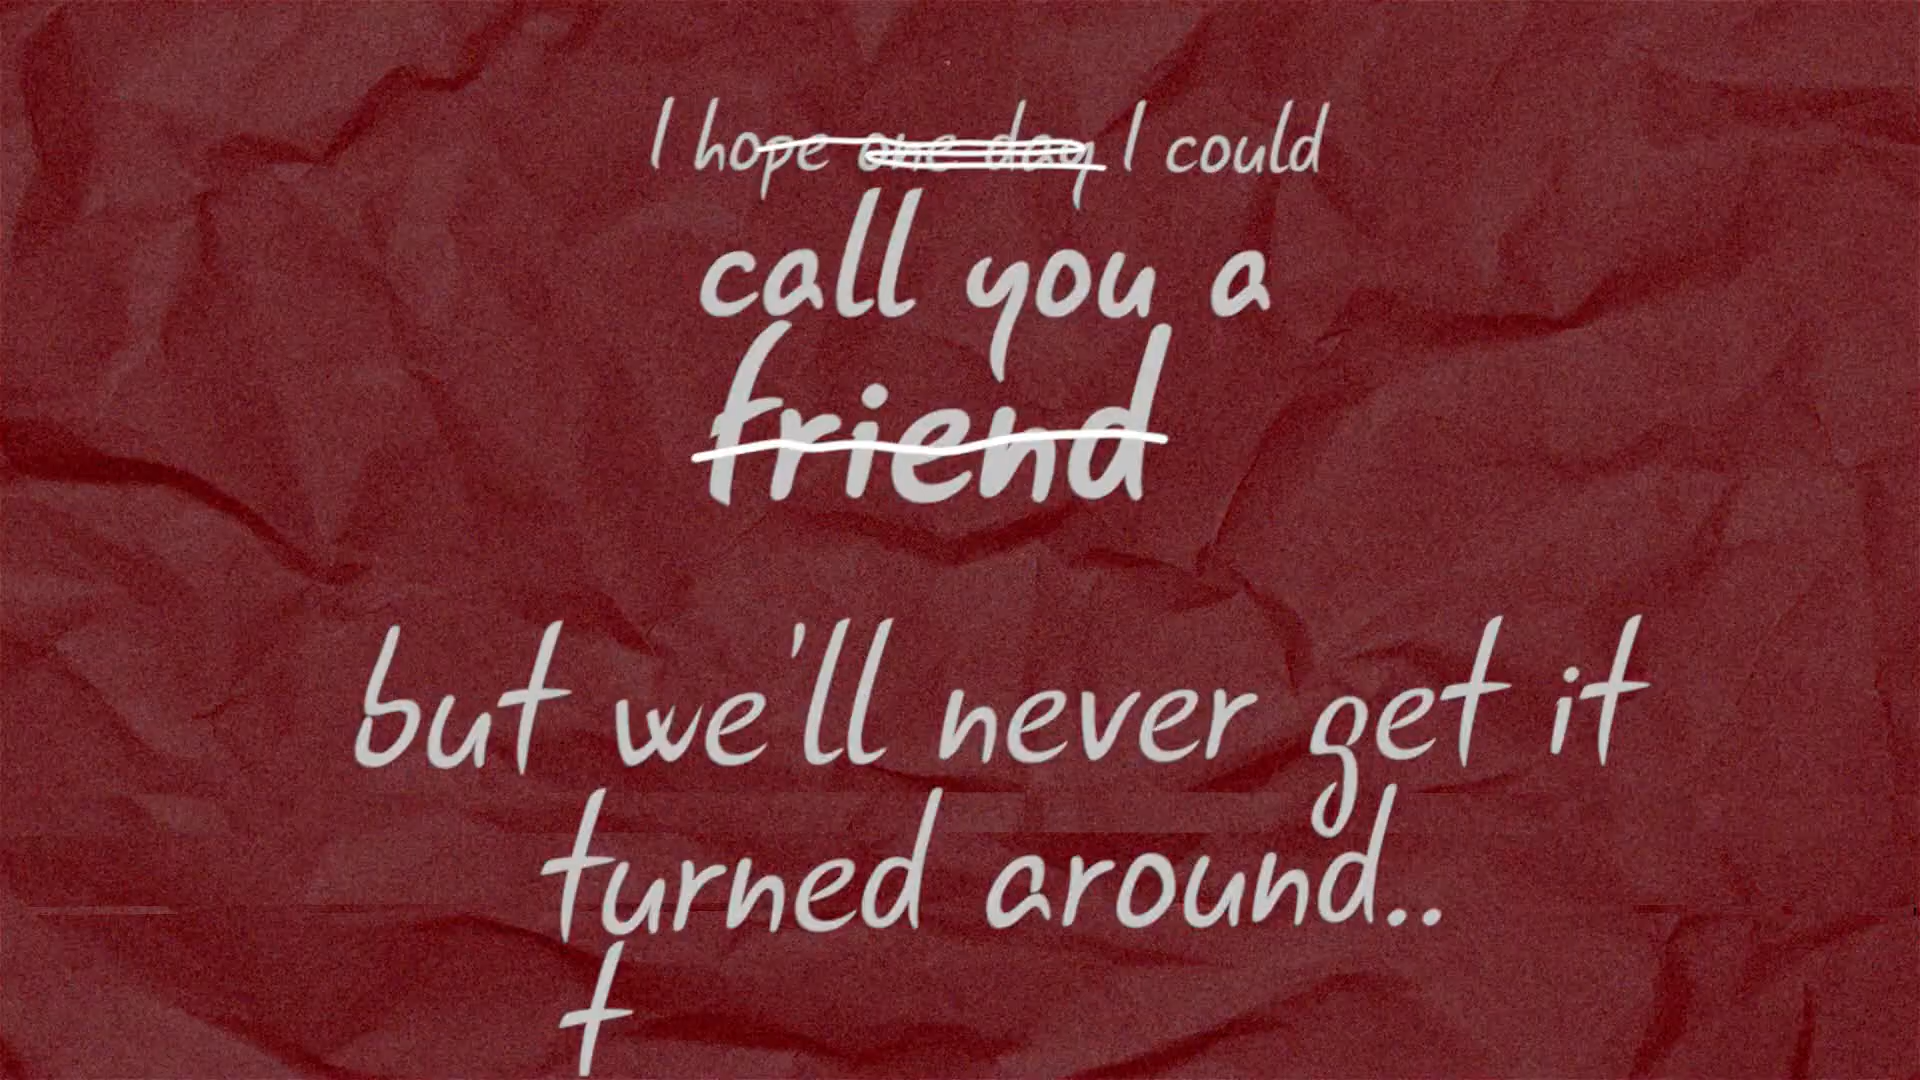 I hope one day I could
call you a
friend
but we'll never get it
turned around..
t